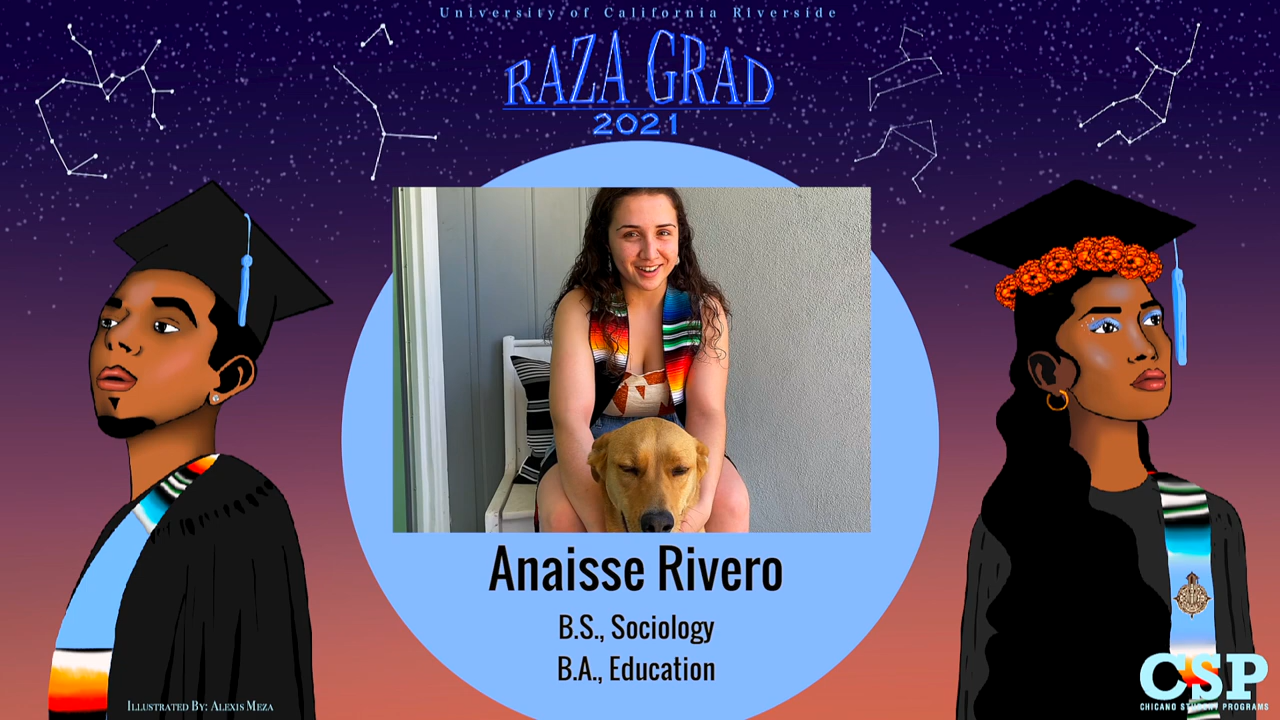 University of California Riverside
RAZA GRAD
2021
Anaisse Rivero
B.S., Sociology
B.A., Education
Illustrated By: Alexis Meza
CSP
CHICANO STUDENT PROGRAMS